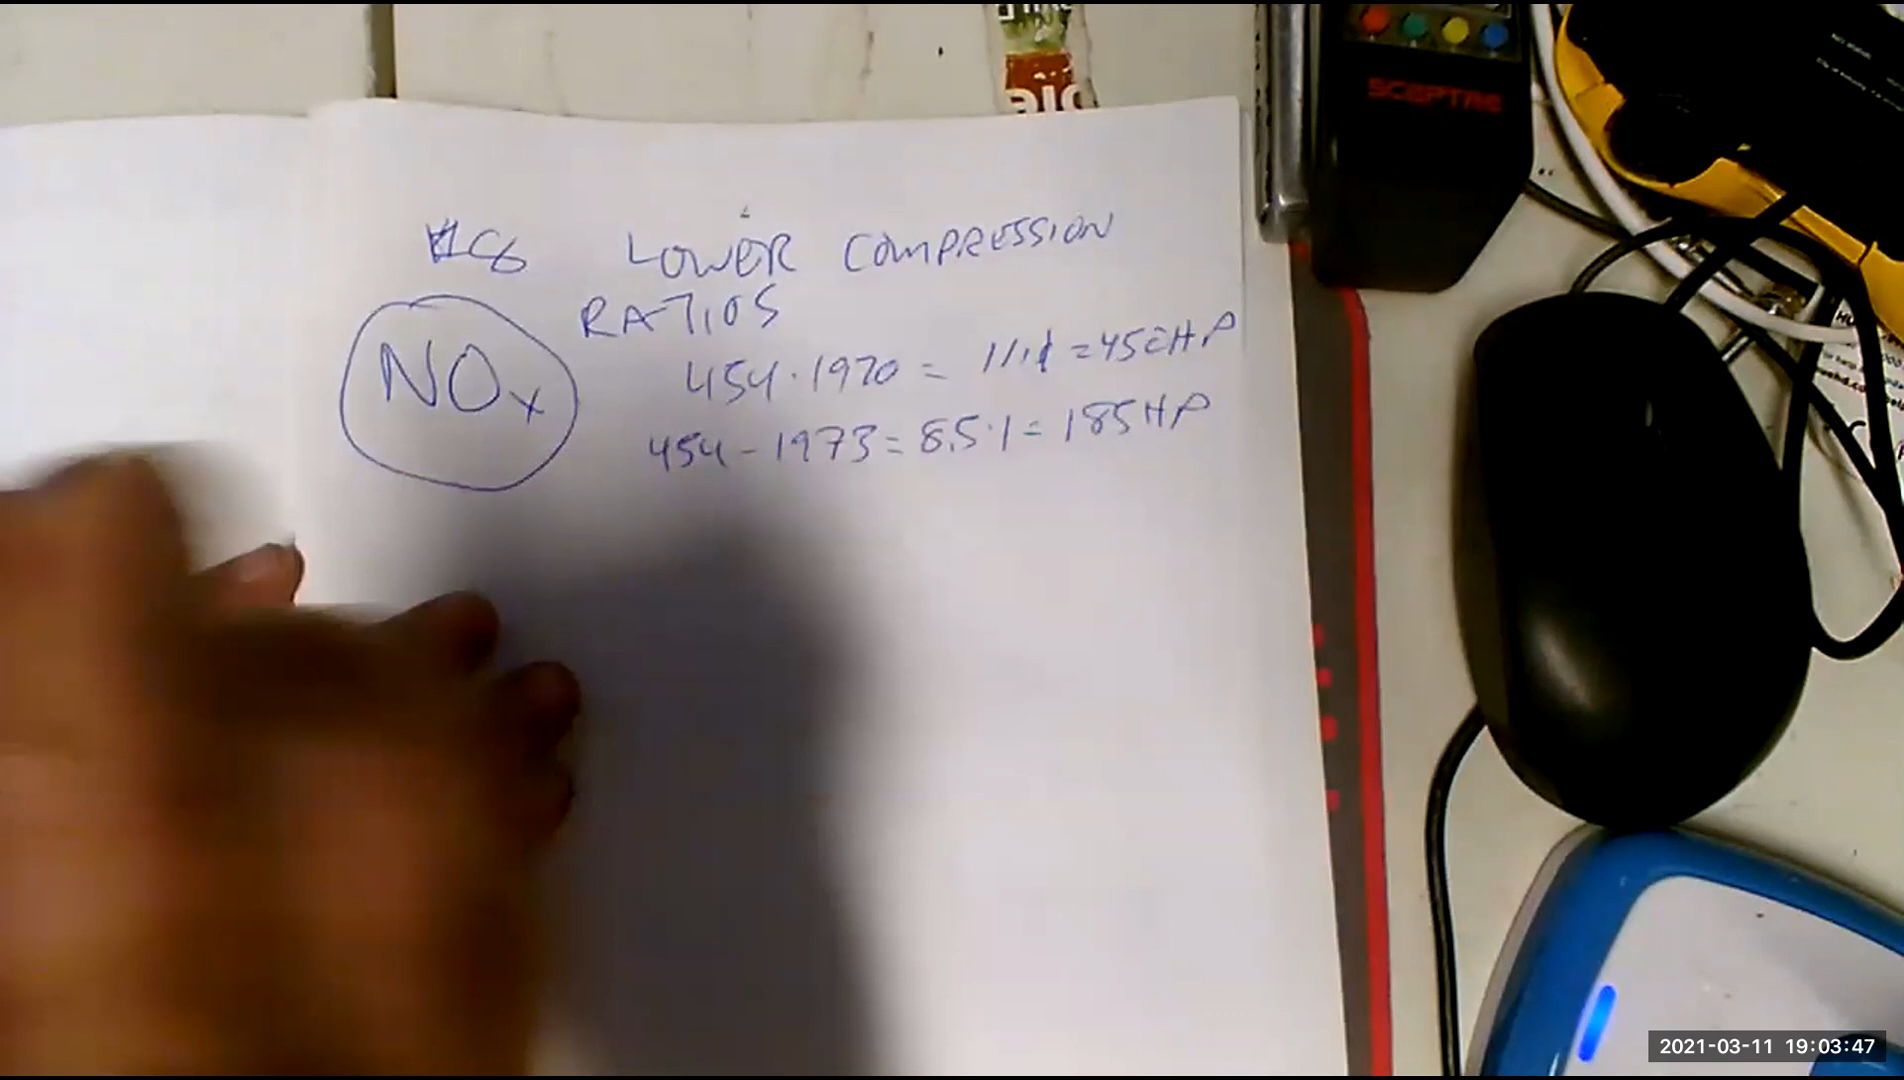 #8 LOWER COMPRESSION
RATIOS
NOx
454 · 1970 = 11:1 = 450HP
454 - 1973 = 8.5:1 = 185HP
SCEPTRE
2021-03-11 19:03:47